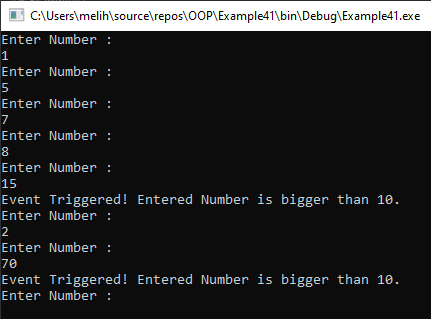 C:\Users\melih\source\repos\OOP\Example41\bin\Debug\Example41.exe
Enter Number :
1
Enter Number :
5
Enter Number :
7
Enter Number :
8
Enter Number :
15
Event Triggered! Entered Number is bigger than 10.
Enter Number :
2
Enter Number :
70
Event Triggered! Entered Number is bigger than 10.
Enter Number :